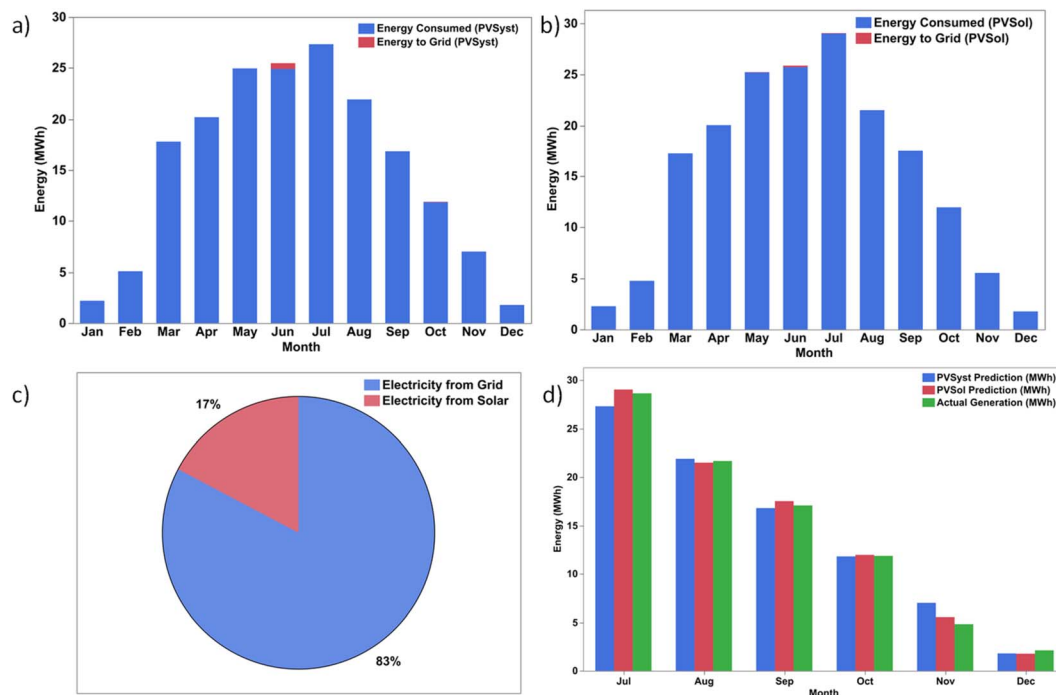 a)
Energy Consumed (PVSyst)
Energy to Grid (PVSyst)
Energy (MWh)
30
25
20
15
10
5
0
Jan Feb Mar Apr May Jun Jul Aug Sep Oct Nov Dec
Month
b)
Energy Consumed (PVSol)
Energy to Grid (PVSol)
Energy (MWh)
30
25
20
15
10
5
0
Jan Feb Mar Apr May Jun Jul Aug Sep Oct Nov Dec
Month
c)
Electricity from Grid
Electricity from Solar
17%
83%
d)
PVSyst Prediction (MWh)
PVSol Prediction (MWh)
Actual Generation (MWh)
Energy (MWh)
30
25
20
15
10
5
0
Jul Aug Sep Oct Nov Dec
Month